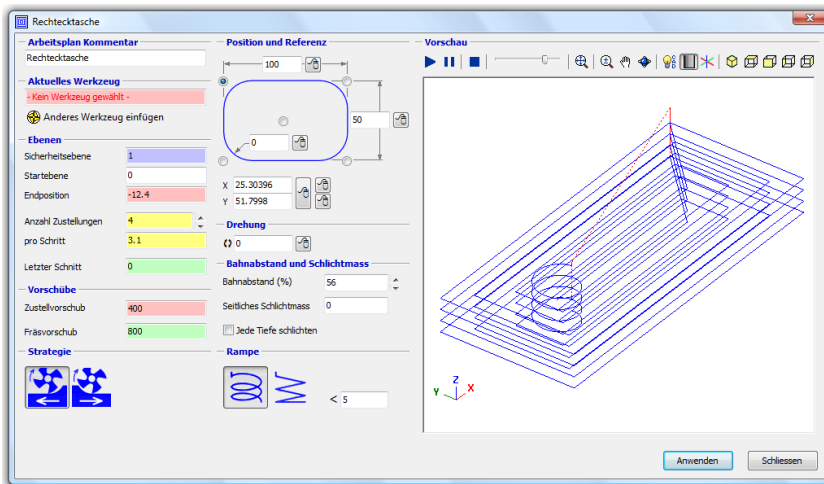 Rechtecktasche
Arbeitsplan Kommentar
Rechtecktasche
Aktuelles Werkzeug
- Kein Werkzeug gewählt -
Anderes Werkzeug einfügen
Ebenen
Sicherheitsebene 1
Startebene 0
Endposition -12.4
Anzahl Zustellungen 4
pro Schritt 3.1
Letzter Schnitt 0
Vorschübe
Zustellvorschub 400
Fräsvorschub 800
Strategie
Position und Referenz
100
50
0
X 25.30396
Y 51.7998
Drehung
0
Bahnabstand und Schlichtmass
Bahnabstand (%) 56
Seitliches Schlichtmass 0
Jede Tiefe schlichten
Rampe
< 5
Vorschau
Z
Y X
Anwenden Schliessen